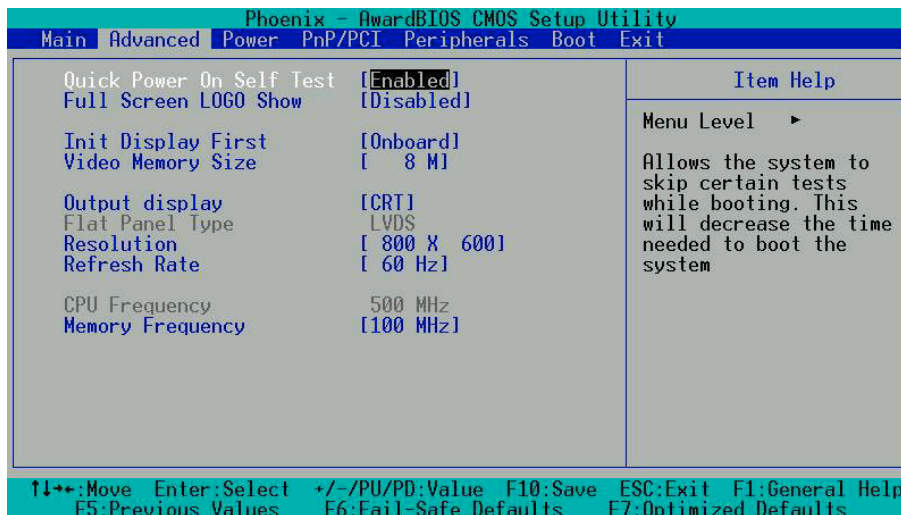 Phoenix - AwardBIOS CMOS Setup Utility
Main Advanced Power PnP/PCI Peripherals Boot Exit
Quick Power On Self Test [Enabled]
Full Screen LOGO Show [Disabled]
Init Display First [Onboard]
Video Memory Size [ 8 M]
Output display [CRT]
Flat Panel Type LVDS
Resolution [ 800 X 600]
Refresh Rate [ 60 Hz]
CPU Frequency 500 MHz
Memory Frequency [100 MHz]
Item Help
Menu Level ►
Allows the system to
skip certain tests
while booting. This
will decrease the time
needed to boot the
system
↑↓→←:Move Enter:Select +/-/PU/PD:Value F10:Save ESC:Exit F1:General Help
F5:Previous Values F6:Fail-Safe Defaults F7:Optimized Defaults